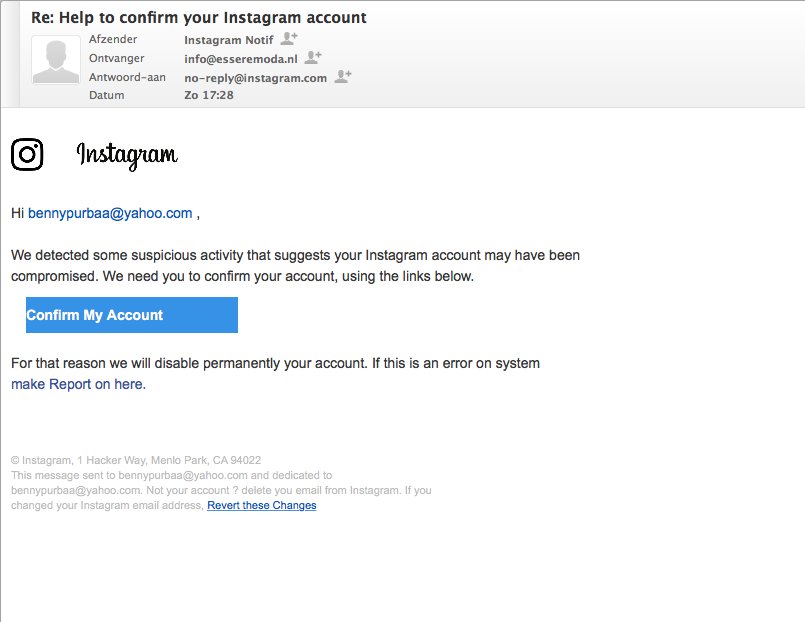 Re: Help to confirm your Instagram account
Afzender Instagram Notif
Ontvanger info@esseremoda.nl
Antwoord-aan no-reply@instagram.com
Datum Zo 17:28
Instagram
Hi bennypurbaa@yahoo.com ,
We detected some suspicious activity that suggests your Instagram account may have been
compromised. We need you to confirm your account, using the links below.
Confirm My Account
For that reason we will disable permanently your account. If this is an error on system
make Report on here.
© Instagram, 1 Hacker Way, Menlo Park, CA 94022
This message sent to bennypurbaa@yahoo.com and dedicated to
bennypurbaa@yahoo.com. Not your account ? delete you email from Instagram. If you
changed your Instagram email address, Revert these Changes